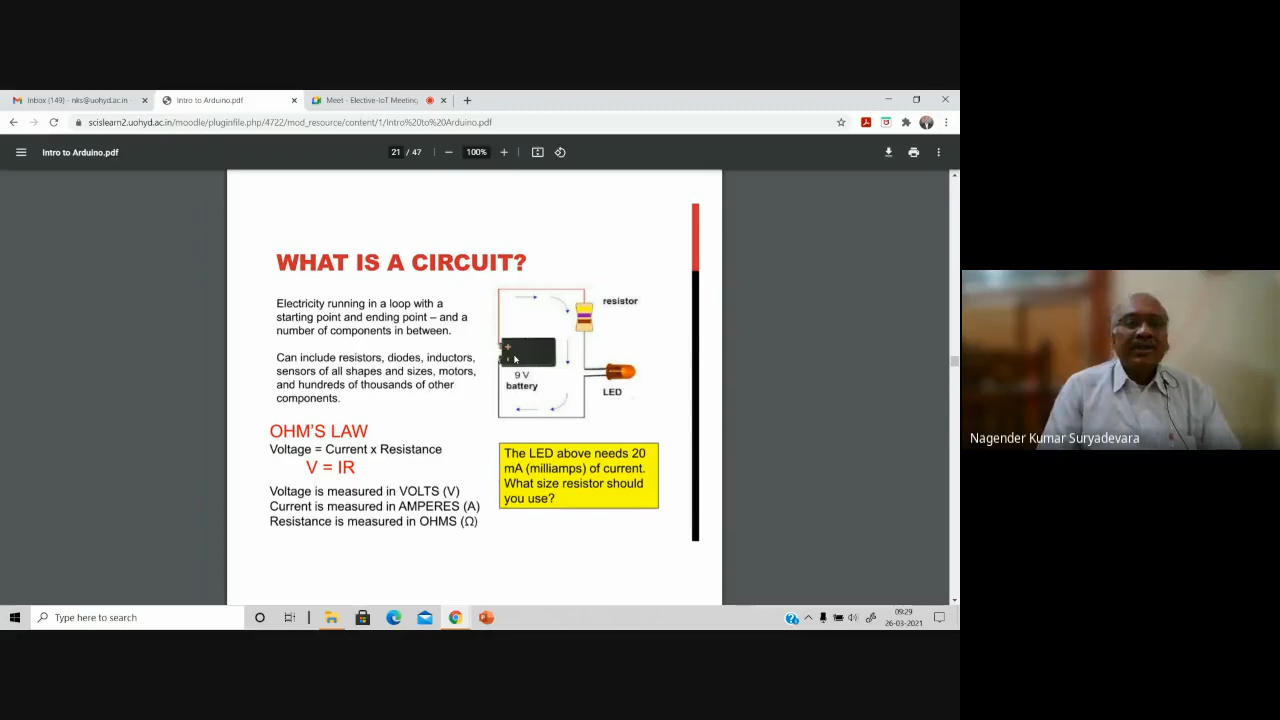 Inbox (149) - nks@uohyd.ac.in
Intro to Arduino.pdf
Meet - Elective-IoT Meeting
scislearn2.uohyd.ac.in/moodle/pluginfile.php/4722/mod_resource/content/1/Intro%20to%20Arduino.pdf
Intro to Arduino.pdf
21 / 47
100%
WHAT IS A CIRCUIT?
Electricity running in a loop with a
starting point and ending point – and a
number of components in between.
Can include resistors, diodes, inductors,
sensors of all shapes and sizes, motors,
and hundreds of thousands of other
components.
resistor
9 V
battery
LED
OHM'S LAW
Voltage = Current x Resistance
V = IR
Voltage is measured in VOLTS (V)
Current is measured in AMPERES (A)
Resistance is measured in OHMS (Ω)
The LED above needs 20
mA (milliamps) of current.
What size resistor should
you use?
Nagender Kumar Suryadevara
Type here to search
09:29
26-03-2021